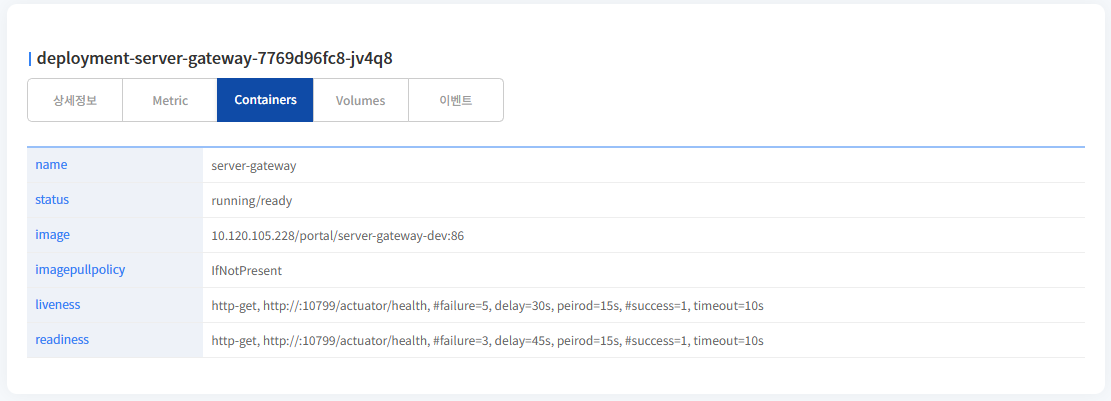 deployment-server-gateway-7769d96fc8-jv4q8
상세정보 Metric Containers Volumes 이벤트
name server-gateway
status running/ready
image 10.120.105.228/portal/server-gateway-dev:86
imagepullpolicy IfNotPresent
liveness http-get, http://:10799/actuator/health, #failure=5, delay=30s, peirod=15s, #success=1, timeout=10s
readiness http-get, http://:10799/actuator/health, #failure=3, delay=45s, peirod=15s, #success=1, timeout=10s